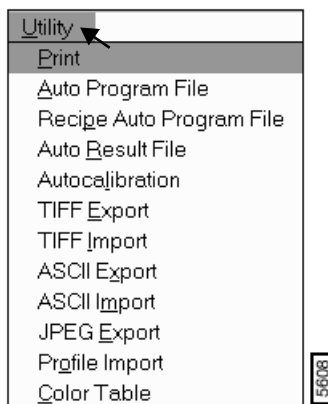 Utility
Print
Auto Program File
Recipe Auto Program File
Auto Result File
Autocalibration
TIFF Export
TIFF Import
ASCII Export
ASCII Import
JPEG Export
Profile Import
Color Table
5608